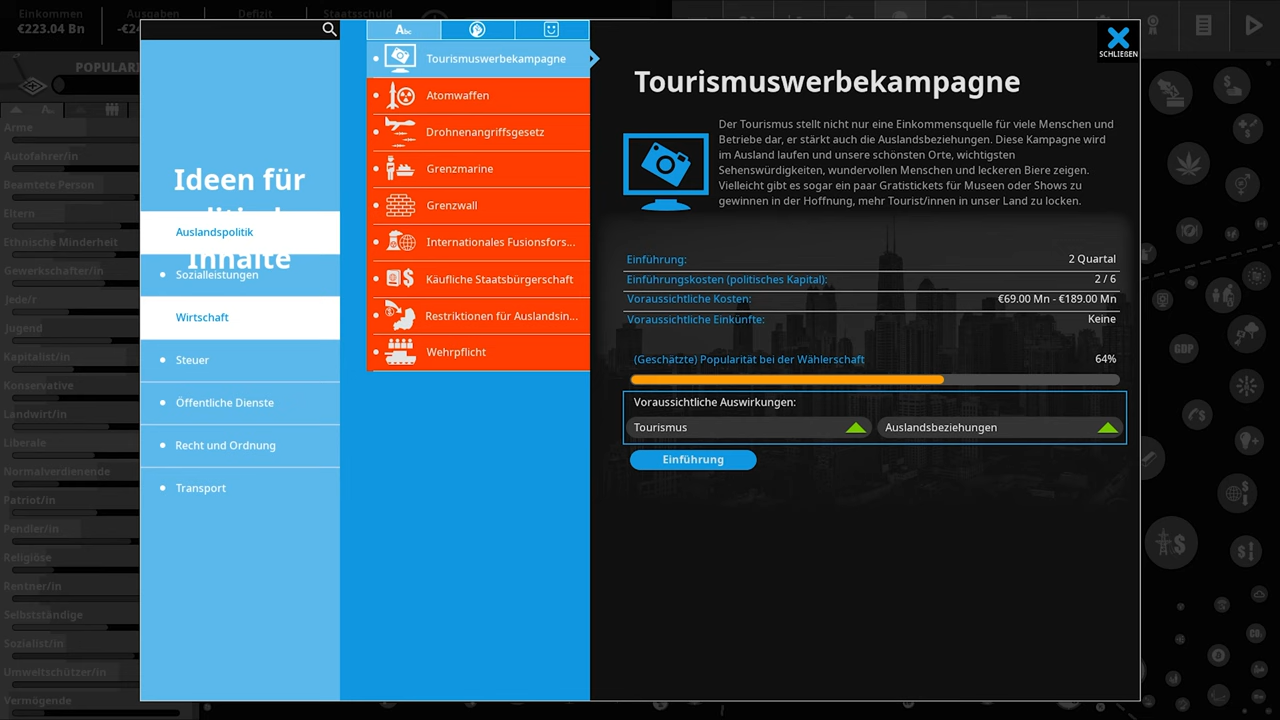 Einkommen
Ausgaben
Defizit
Staatsschuld
€223.04 Bn
-€24
POPULARI
Abc
SCHLIEßEN
Arme
Autofahrer/in
Beamtete Person
Eltern
Ethnische Minderheit
Gewerkschafter/in
Jede/r
Jugend
Kapitalist/in
Konservative
Landwirt/in
Liberale
Normalverdienende
Patriot/in
Pendler/in
Religiöse
Rentner/in
Selbstständige
Sozialist/in
Umweltschützer/in
Vermögende
Ideen für
Inhalte
Auslandspolitik
Sozialleistungen
Wirtschaft
Steuer
Öffentliche Dienste
Recht und Ordnung
Transport
Tourismuswerbekampagne
Atomwaffen
Drohnenangriffsgesetz
Grenzmarine
Grenzwall
Internationales Fusionsfors...
Käufliche Staatsbürgerschaft
Restriktionen für Auslandsin...
Wehrpflicht
Tourismuswerbekampagne
Der Tourismus stellt nicht nur eine Einkommensquelle für viele Menschen und
Betriebe dar, er stärkt auch die Auslandsbeziehungen. Diese Kampagne wird
im Ausland laufen und unsere schönsten Orte, wichtigsten
Sehenswürdigkeiten, wundervollen Menschen und leckeren Biere zeigen.
Vielleicht gibt es sogar ein paar Gratistickets für Museen oder Shows zu
gewinnen in der Hoffnung, mehr Tourist/innen in unser Land zu locken.
Einführung: 2 Quartal
Einführungskosten (politisches Kapital): 2 / 6
Voraussichtliche Kosten: €69.00 Mn - €189.00 Mn
Voraussichtliche Einkünfte: Keine
(Geschätzte) Popularität bei der Wählerschaft 64%
Voraussichtliche Auswirkungen:
Tourismus
Auslandsbeziehungen
Einführung
GDP
CO₂